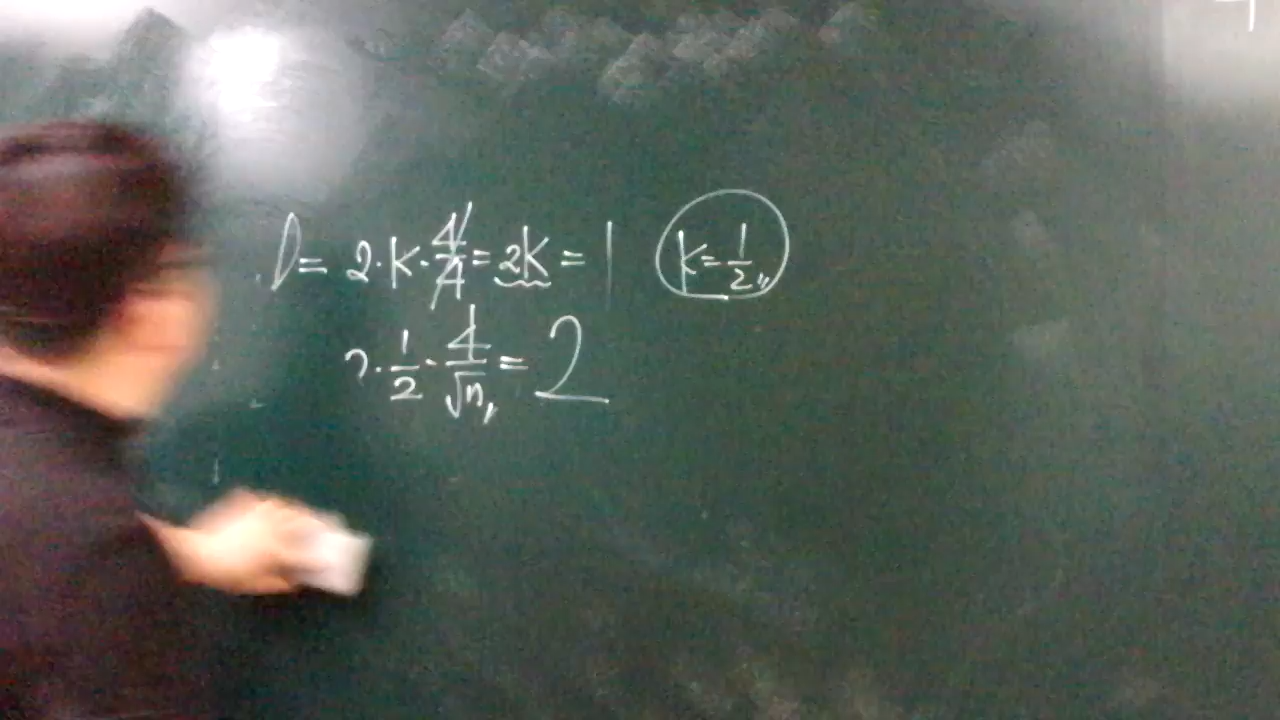 l = 2·k·4/4 = 2k = 1 k = 1/2
2·1/2·4/√n = 2